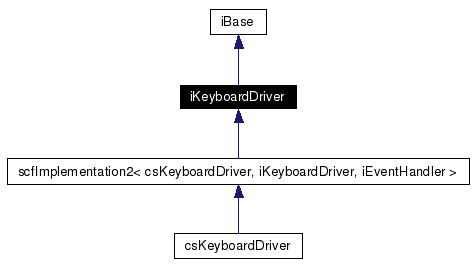 iBase
iKeyboardDriver
scfImplementation2< csKeyboardDriver, iKeyboardDriver, iEventHandler >
csKeyboardDriver